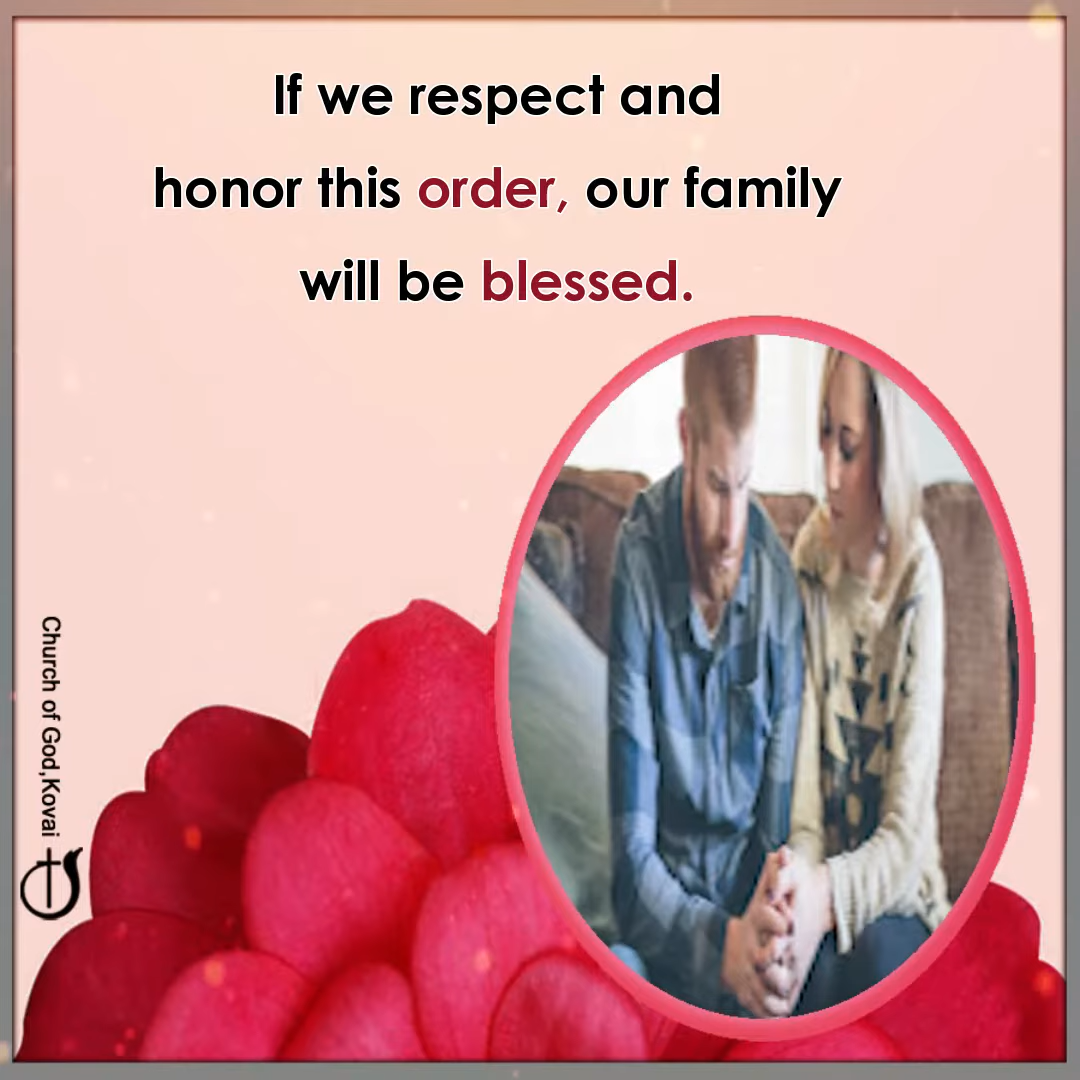 If we respect and
honor this order, our family
will be blessed.
Church of God,Kovai